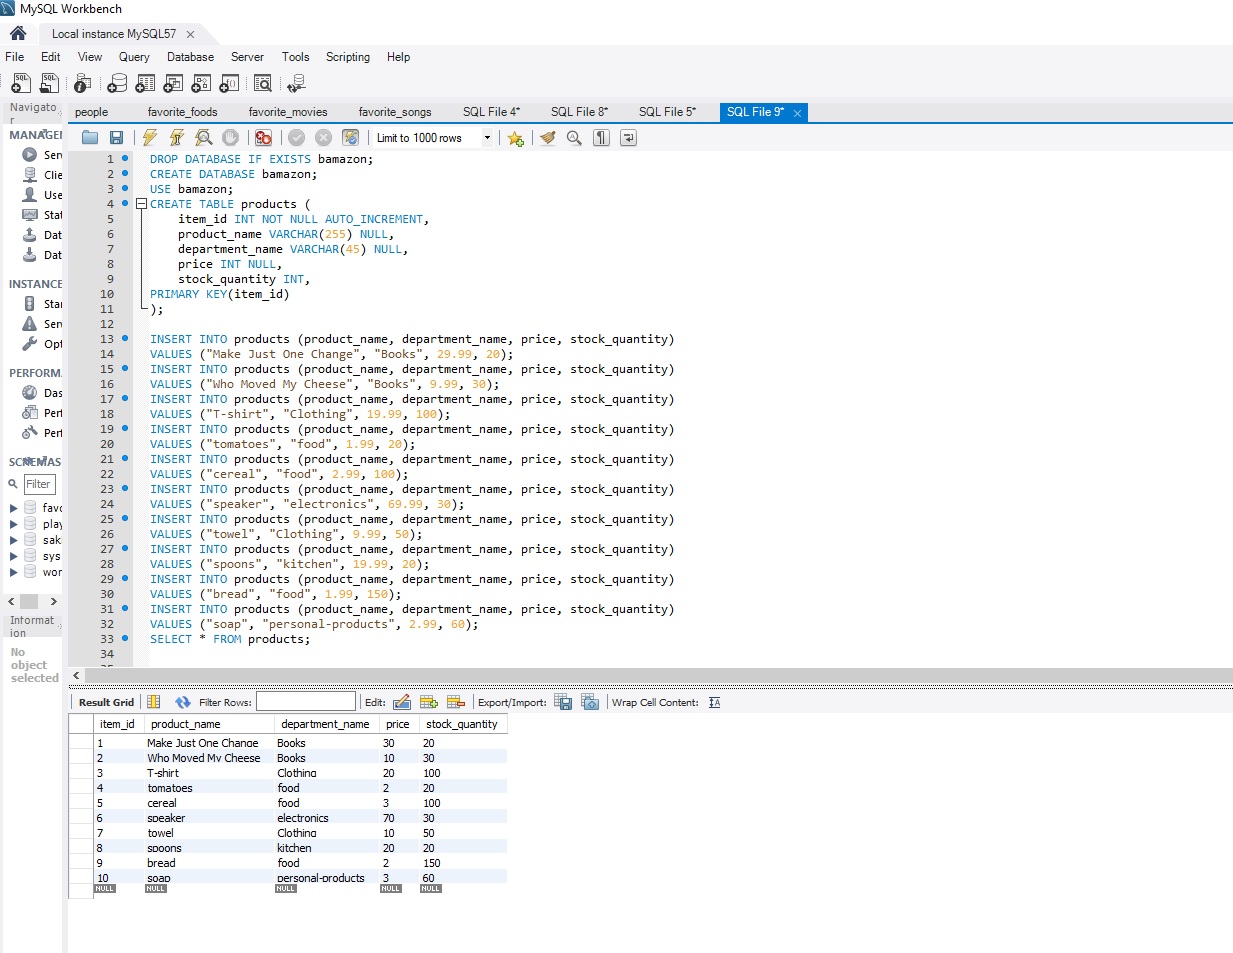 MySQL Workbench
Local instance MySQL57
File Edit View Query Database Server Tools Scripting Help
Navigato
r
people favorite_foods favorite_movies favorite_songs SQL File 4* SQL File 8* SQL File 5* SQL File 9*
MANAGE
Limit to 1000 rows
Ser
Clie
Use
Stat
Dat
Dat
INSTANCE
Star
Serv
Opt
PERFORM
Das
Perf
Perf
SCHEMAS
Filter
favo
play
sak
sys
wor
Informat
ion
No
object
selected
1 DROP DATABASE IF EXISTS bamazon;
2 CREATE DATABASE bamazon;
3 USE bamazon;
4 CREATE TABLE products (
5 item_id INT NOT NULL AUTO_INCREMENT,
6 product_name VARCHAR(255) NULL,
7 department_name VARCHAR(45) NULL,
8 price INT NULL,
9 stock_quantity INT,
10 PRIMARY KEY(item_id)
11 );
12
13 INSERT INTO products (product_name, department_name, price, stock_quantity)
14 VALUES ("Make Just One Change", "Books", 29.99, 20);
15 INSERT INTO products (product_name, department_name, price, stock_quantity)
16 VALUES ("Who Moved My Cheese", "Books", 9.99, 30);
17 INSERT INTO products (product_name, department_name, price, stock_quantity)
18 VALUES ("T-shirt", "Clothing", 19.99, 100);
19 INSERT INTO products (product_name, department_name, price, stock_quantity)
20 VALUES ("tomatoes", "food", 1.99, 20);
21 INSERT INTO products (product_name, department_name, price, stock_quantity)
22 VALUES ("cereal", "food", 2.99, 100);
23 INSERT INTO products (product_name, department_name, price, stock_quantity)
24 VALUES ("speaker", "electronics", 69.99, 30);
25 INSERT INTO products (product_name, department_name, price, stock_quantity)
26 VALUES ("towel", "Clothing", 9.99, 50);
27 INSERT INTO products (product_name, department_name, price, stock_quantity)
28 VALUES ("spoons", "kitchen", 19.99, 20);
29 INSERT INTO products (product_name, department_name, price, stock_quantity)
30 VALUES ("bread", "food", 1.99, 150);
31 INSERT INTO products (product_name, department_name, price, stock_quantity)
32 VALUES ("soap", "personal-products", 2.99, 60);
33 SELECT * FROM products;
34
Result Grid Filter Rows: Edit: Export/Import: Wrap Cell Content:
item_id product_name department_name price stock_quantity
1 Make Just One Change Books 30 20
2 Who Moved My Cheese Books 10 30
3 T-shirt Clothing 20 100
4 tomatoes food 2 20
5 cereal food 3 100
6 speaker electronics 70 30
7 towel Clothing 10 50
8 spoons kitchen 20 20
9 bread food 2 150
10 soap personal-products 3 60
NULL NULL NULL NULL NULL